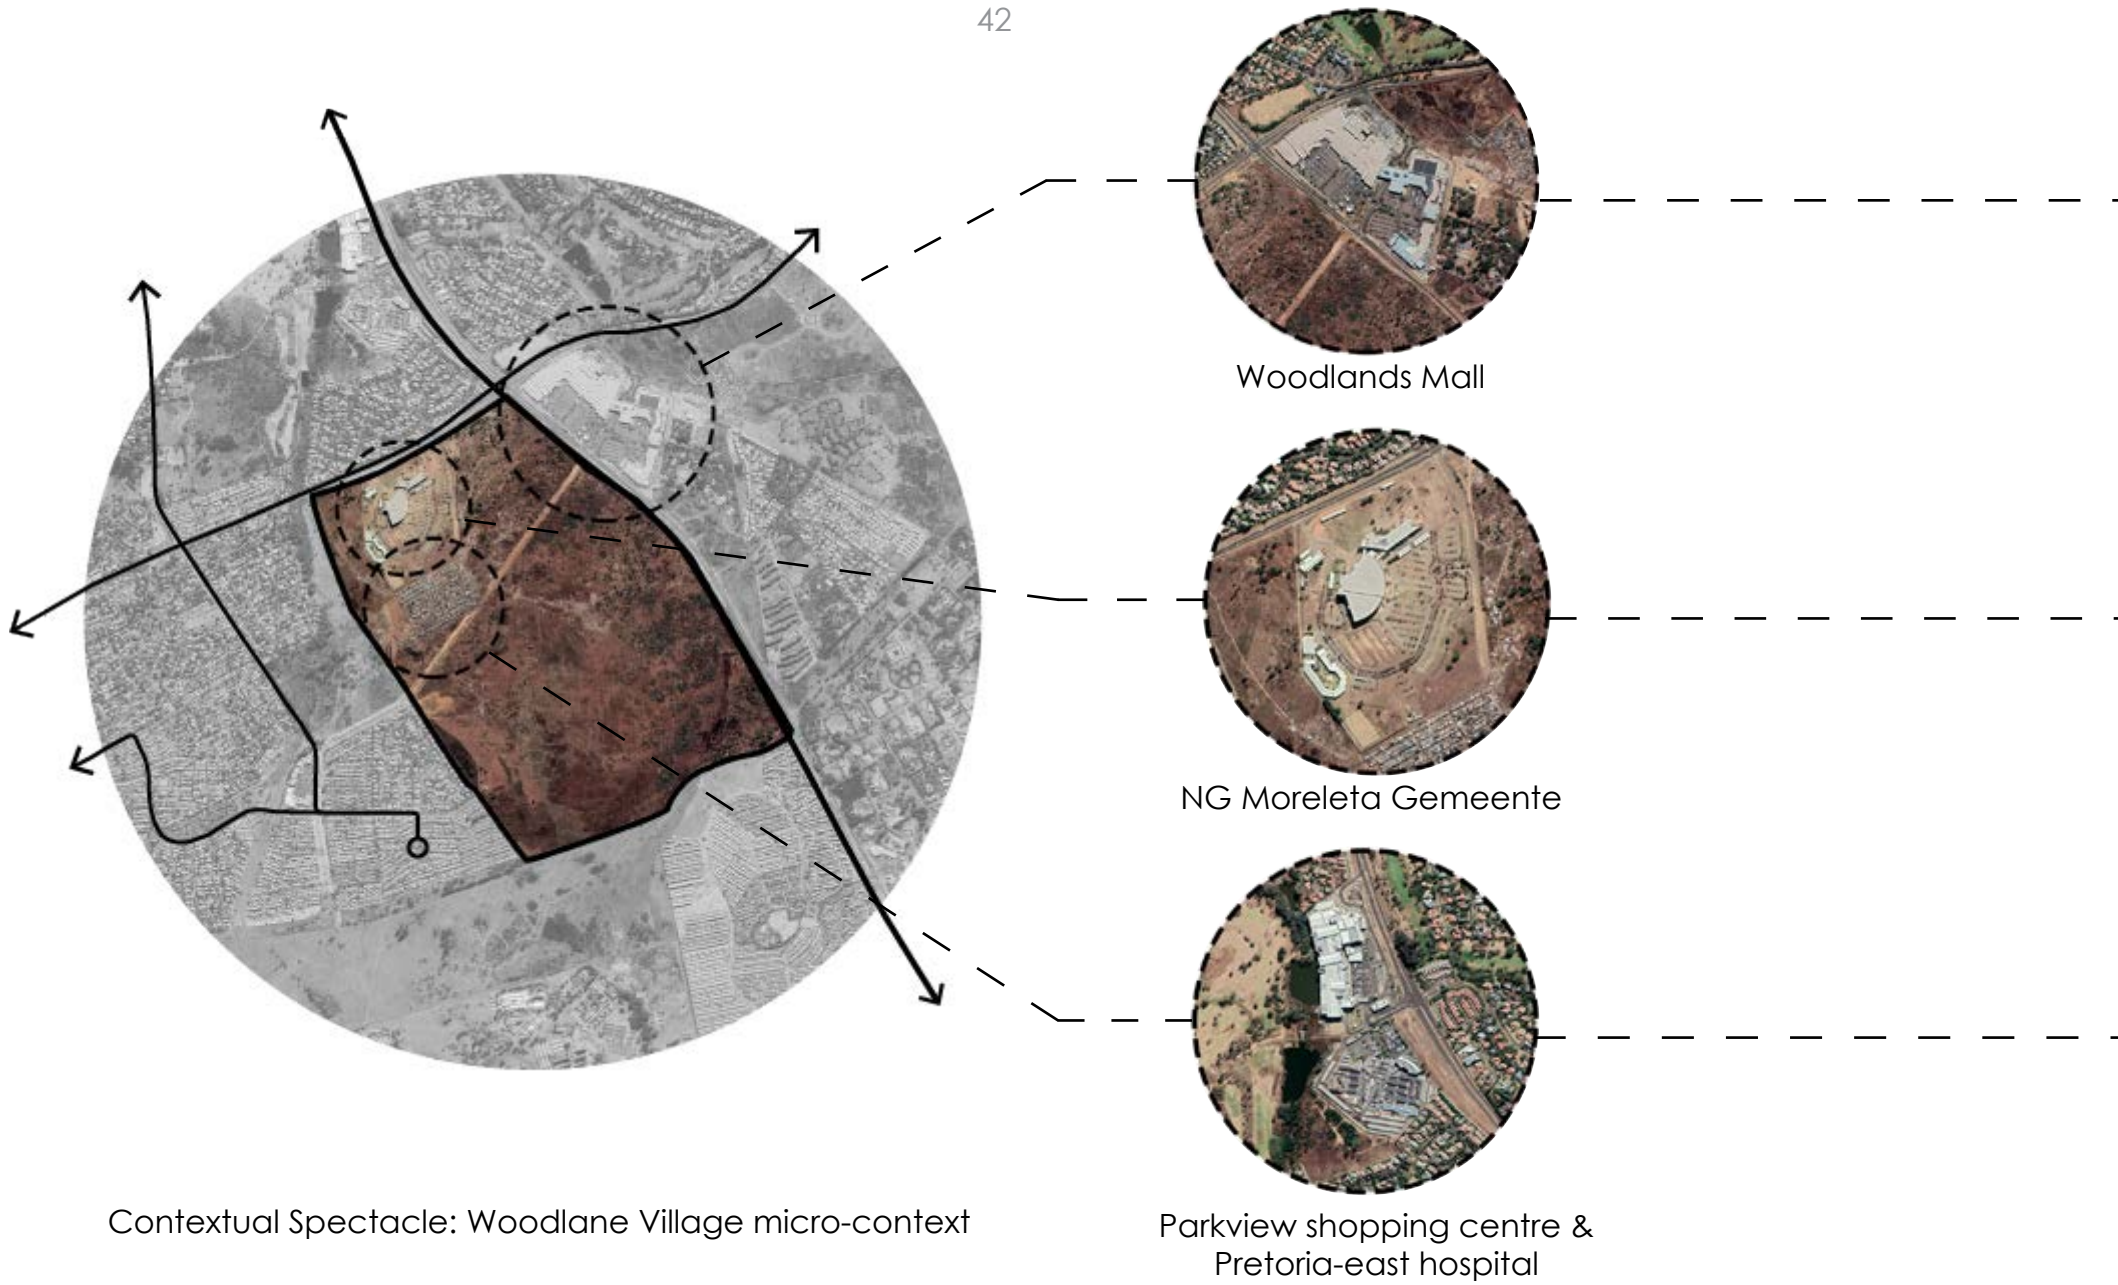 42
Woodlands Mall
NG Moreleta Gemeente
Contextual Spectacle: Woodlane Village micro-context
Parkview shopping centre &
Pretoria-east hospital